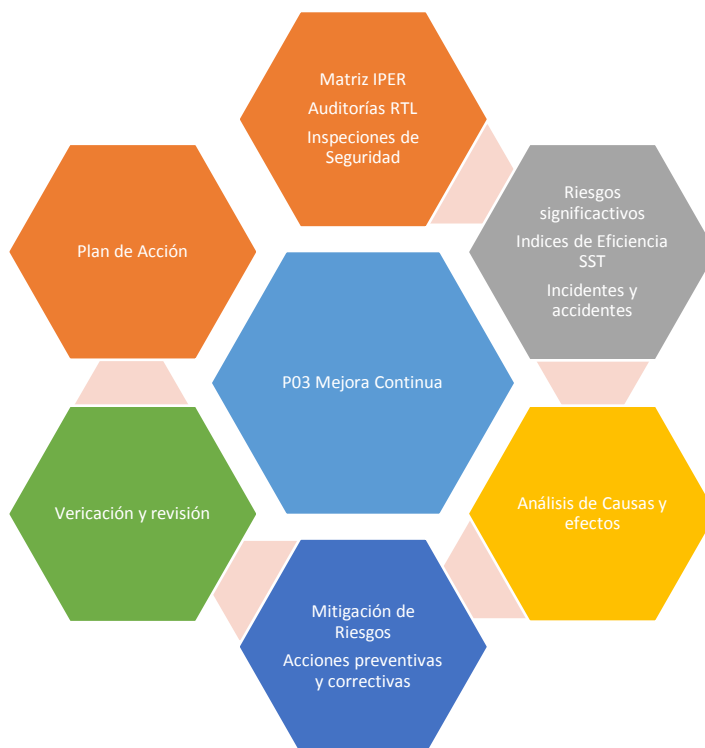 Matriz IPER
Auditorías RTL
Inspeciones de
Seguridad
Riesgos
significactivos
Indices de Eficiencia
SST
Incidentes y
accidentes
Análisis de Causas y
efectos
Mitigación de
Riesgos
Acciones preventivas
y correctivas
Vericación y revisión
Plan de Acción
P03 Mejora Continua